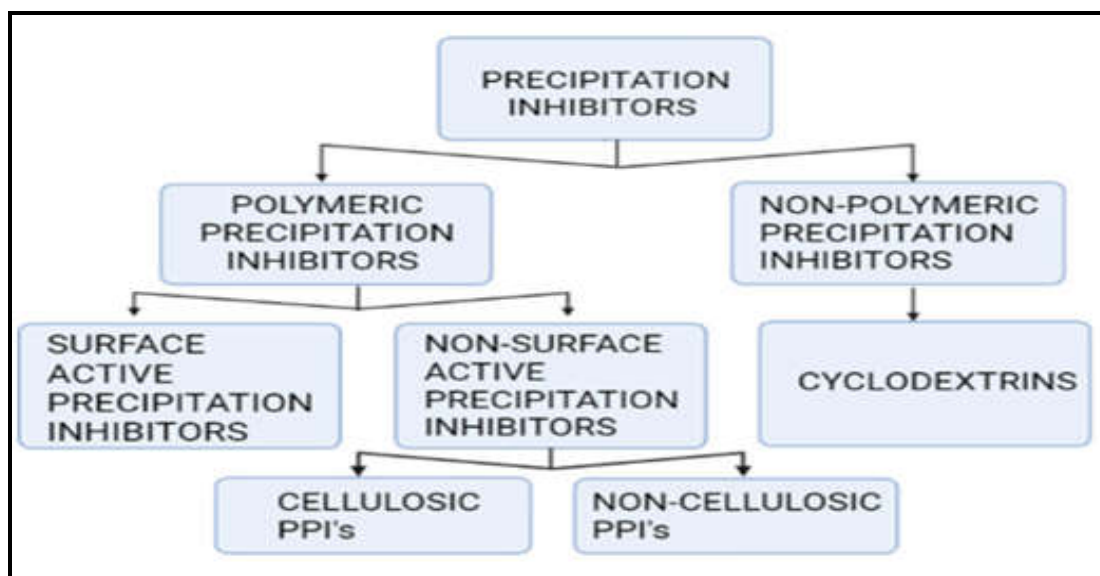 PRECIPITATION
INHIBITORS
POLYMERIC
PRECIPITATION
INHIBITORS
NON-POLYMERIC
PRECIPITATION
INHIBITORS
SURFACE
ACTIVE
PRECIPITATION
INHIBITORS
NON-SURFACE
ACTIVE
PRECIPITATION
INHIBITORS
CYCLODEXTRINS
CELLULOSIC
PPI's
NON-CELLULOSIC
PPI's